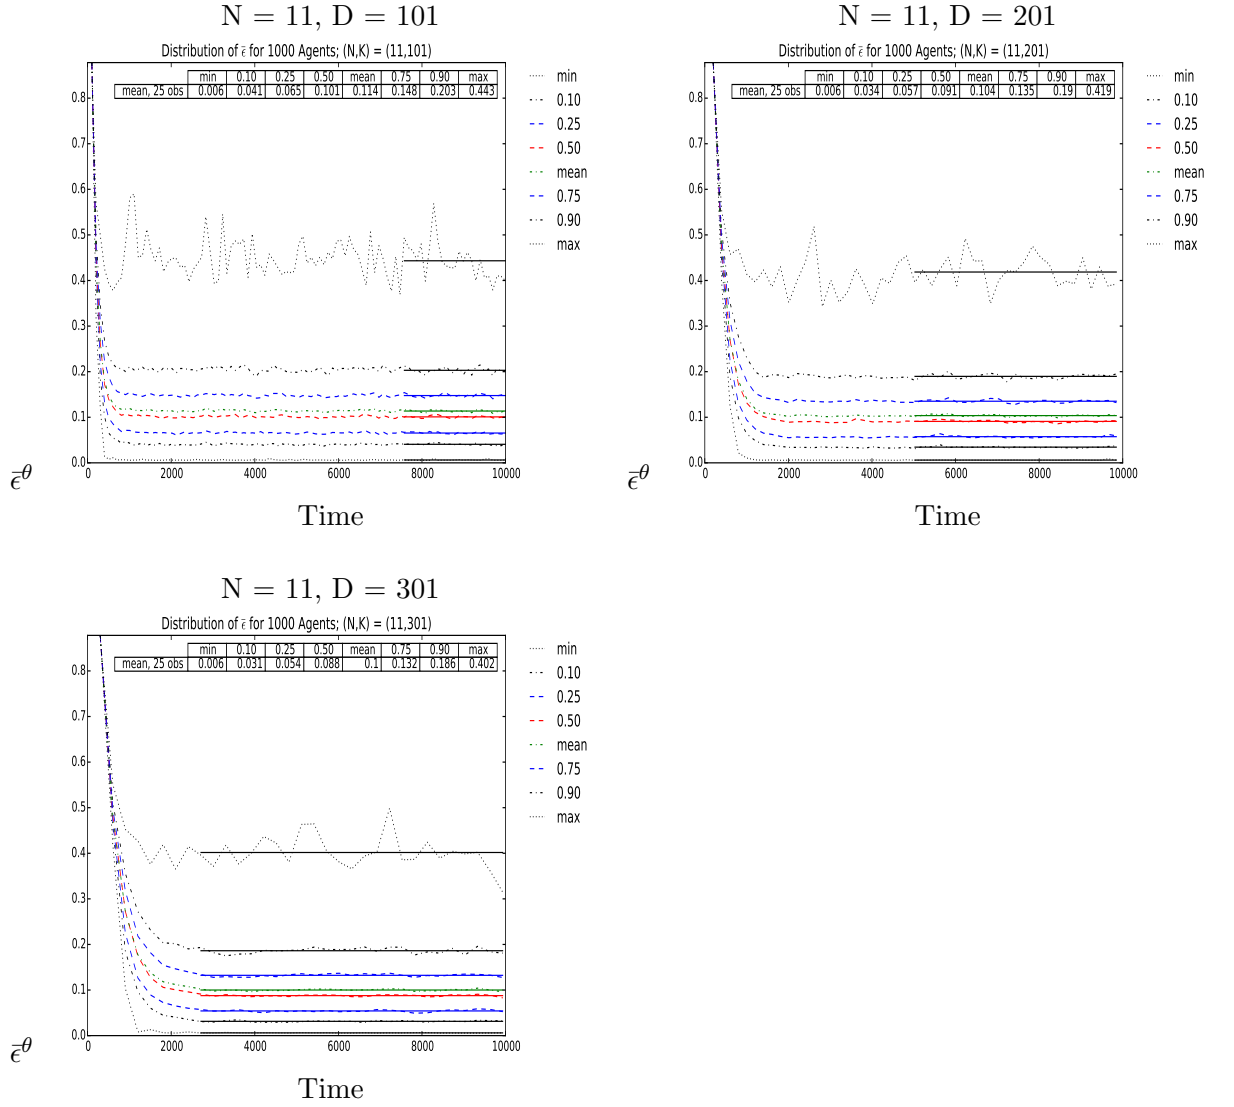 N = 11, D = 101
Distribution of ε̄ for 1000 Agents; (N,K) = (11,101)
min 0.10 0.25 0.50 mean 0.75 0.90 max
mean, 25 obs 0.006 0.041 0.065 0.101 0.114 0.148 0.203 0.443
0.8
0.7
0.6
0.5
0.4
0.3
0.2
0.1
0.0
0 2000 4000 6000 8000 10000
min
0.10
0.25
0.50
mean
0.75
0.90
max
ε̄^θ
Time
N = 11, D = 201
Distribution of ε̄ for 1000 Agents; (N,K) = (11,201)
min 0.10 0.25 0.50 mean 0.75 0.90 max
mean, 25 obs 0.006 0.034 0.057 0.091 0.104 0.135 0.19 0.419
0.8
0.7
0.6
0.5
0.4
0.3
0.2
0.1
0.0
0 2000 4000 6000 8000 10000
min
0.10
0.25
0.50
mean
0.75
0.90
max
ε̄^θ
Time
N = 11, D = 301
Distribution of ε̄ for 1000 Agents; (N,K) = (11,301)
min 0.10 0.25 0.50 mean 0.75 0.90 max
mean, 25 obs 0.006 0.031 0.054 0.088 0.1 0.132 0.186 0.402
0.8
0.7
0.6
0.5
0.4
0.3
0.2
0.1
0.0
0 2000 4000 6000 8000 10000
min
0.10
0.25
0.50
mean
0.75
0.90
max
ε̄^θ
Time